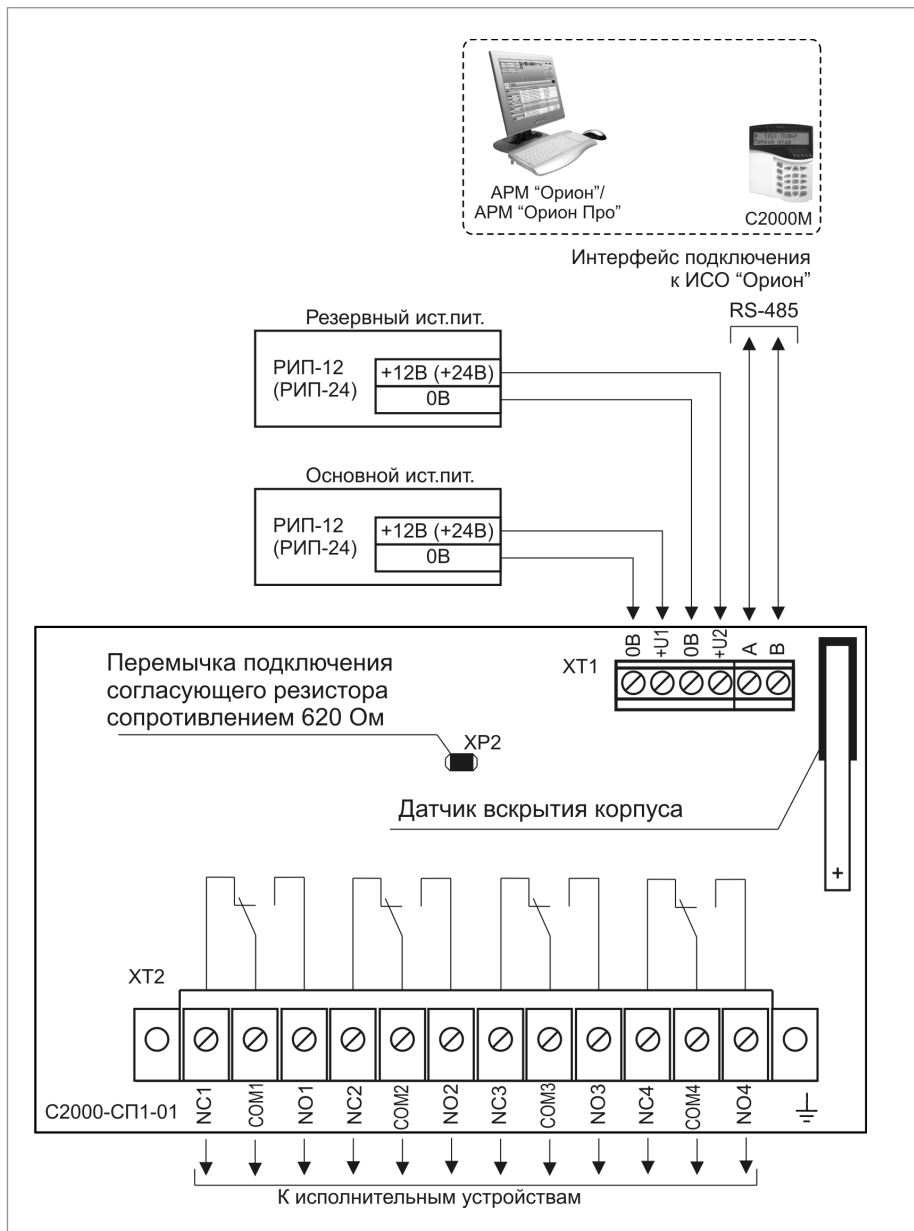 АРМ “Орион”/
АРМ “Орион Про”
С2000М
Интерфейс подключения
к ИСО “Орион”
RS-485
Резервный ист.пит.
РИП-12
(РИП-24)
+12В (+24В)
0В
Основной ист.пит.
РИП-12
(РИП-24)
+12В (+24В)
0В
XT1
0В
+U1
0В
+U2
A
B
Перемычка подключения
согласующего резистора
сопротивлением 620 Ом
XP2
Датчик вскрытия корпуса
+
XT2
С2000-СП1-01
NC1
COM1
NO1
NC2
COM2
NO2
NC3
COM3
NO3
NC4
COM4
NO4
К исполнительным устройствам